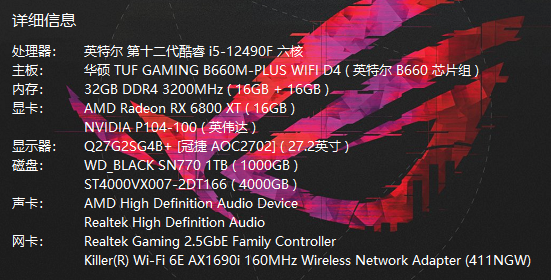 详细信息
处理器： 英特尔 第十二代酷睿 i5-12490F 六核
主板： 华硕 TUF GAMING B660M-PLUS WIFI D4 ( 英特尔 B660 芯片组 )
内存： 32GB DDR4 3200MHz ( 16GB + 16GB )
显卡： AMD Radeon RX 6800 XT ( 16GB )
NVIDIA P104-100 ( 英伟达 )
显示器： Q27G2SG4B+ [冠捷 AOC2702] ( 27.2英寸 )
磁盘： WD_BLACK SN770 1TB ( 1000GB )
ST4000VX007-2DT166 ( 4000GB )
声卡： AMD High Definition Audio Device
Realtek High Definition Audio
网卡： Realtek Gaming 2.5GbE Family Controller
Killer(R) Wi-Fi 6E AX1690i 160MHz Wireless Network Adapter (411NGW)